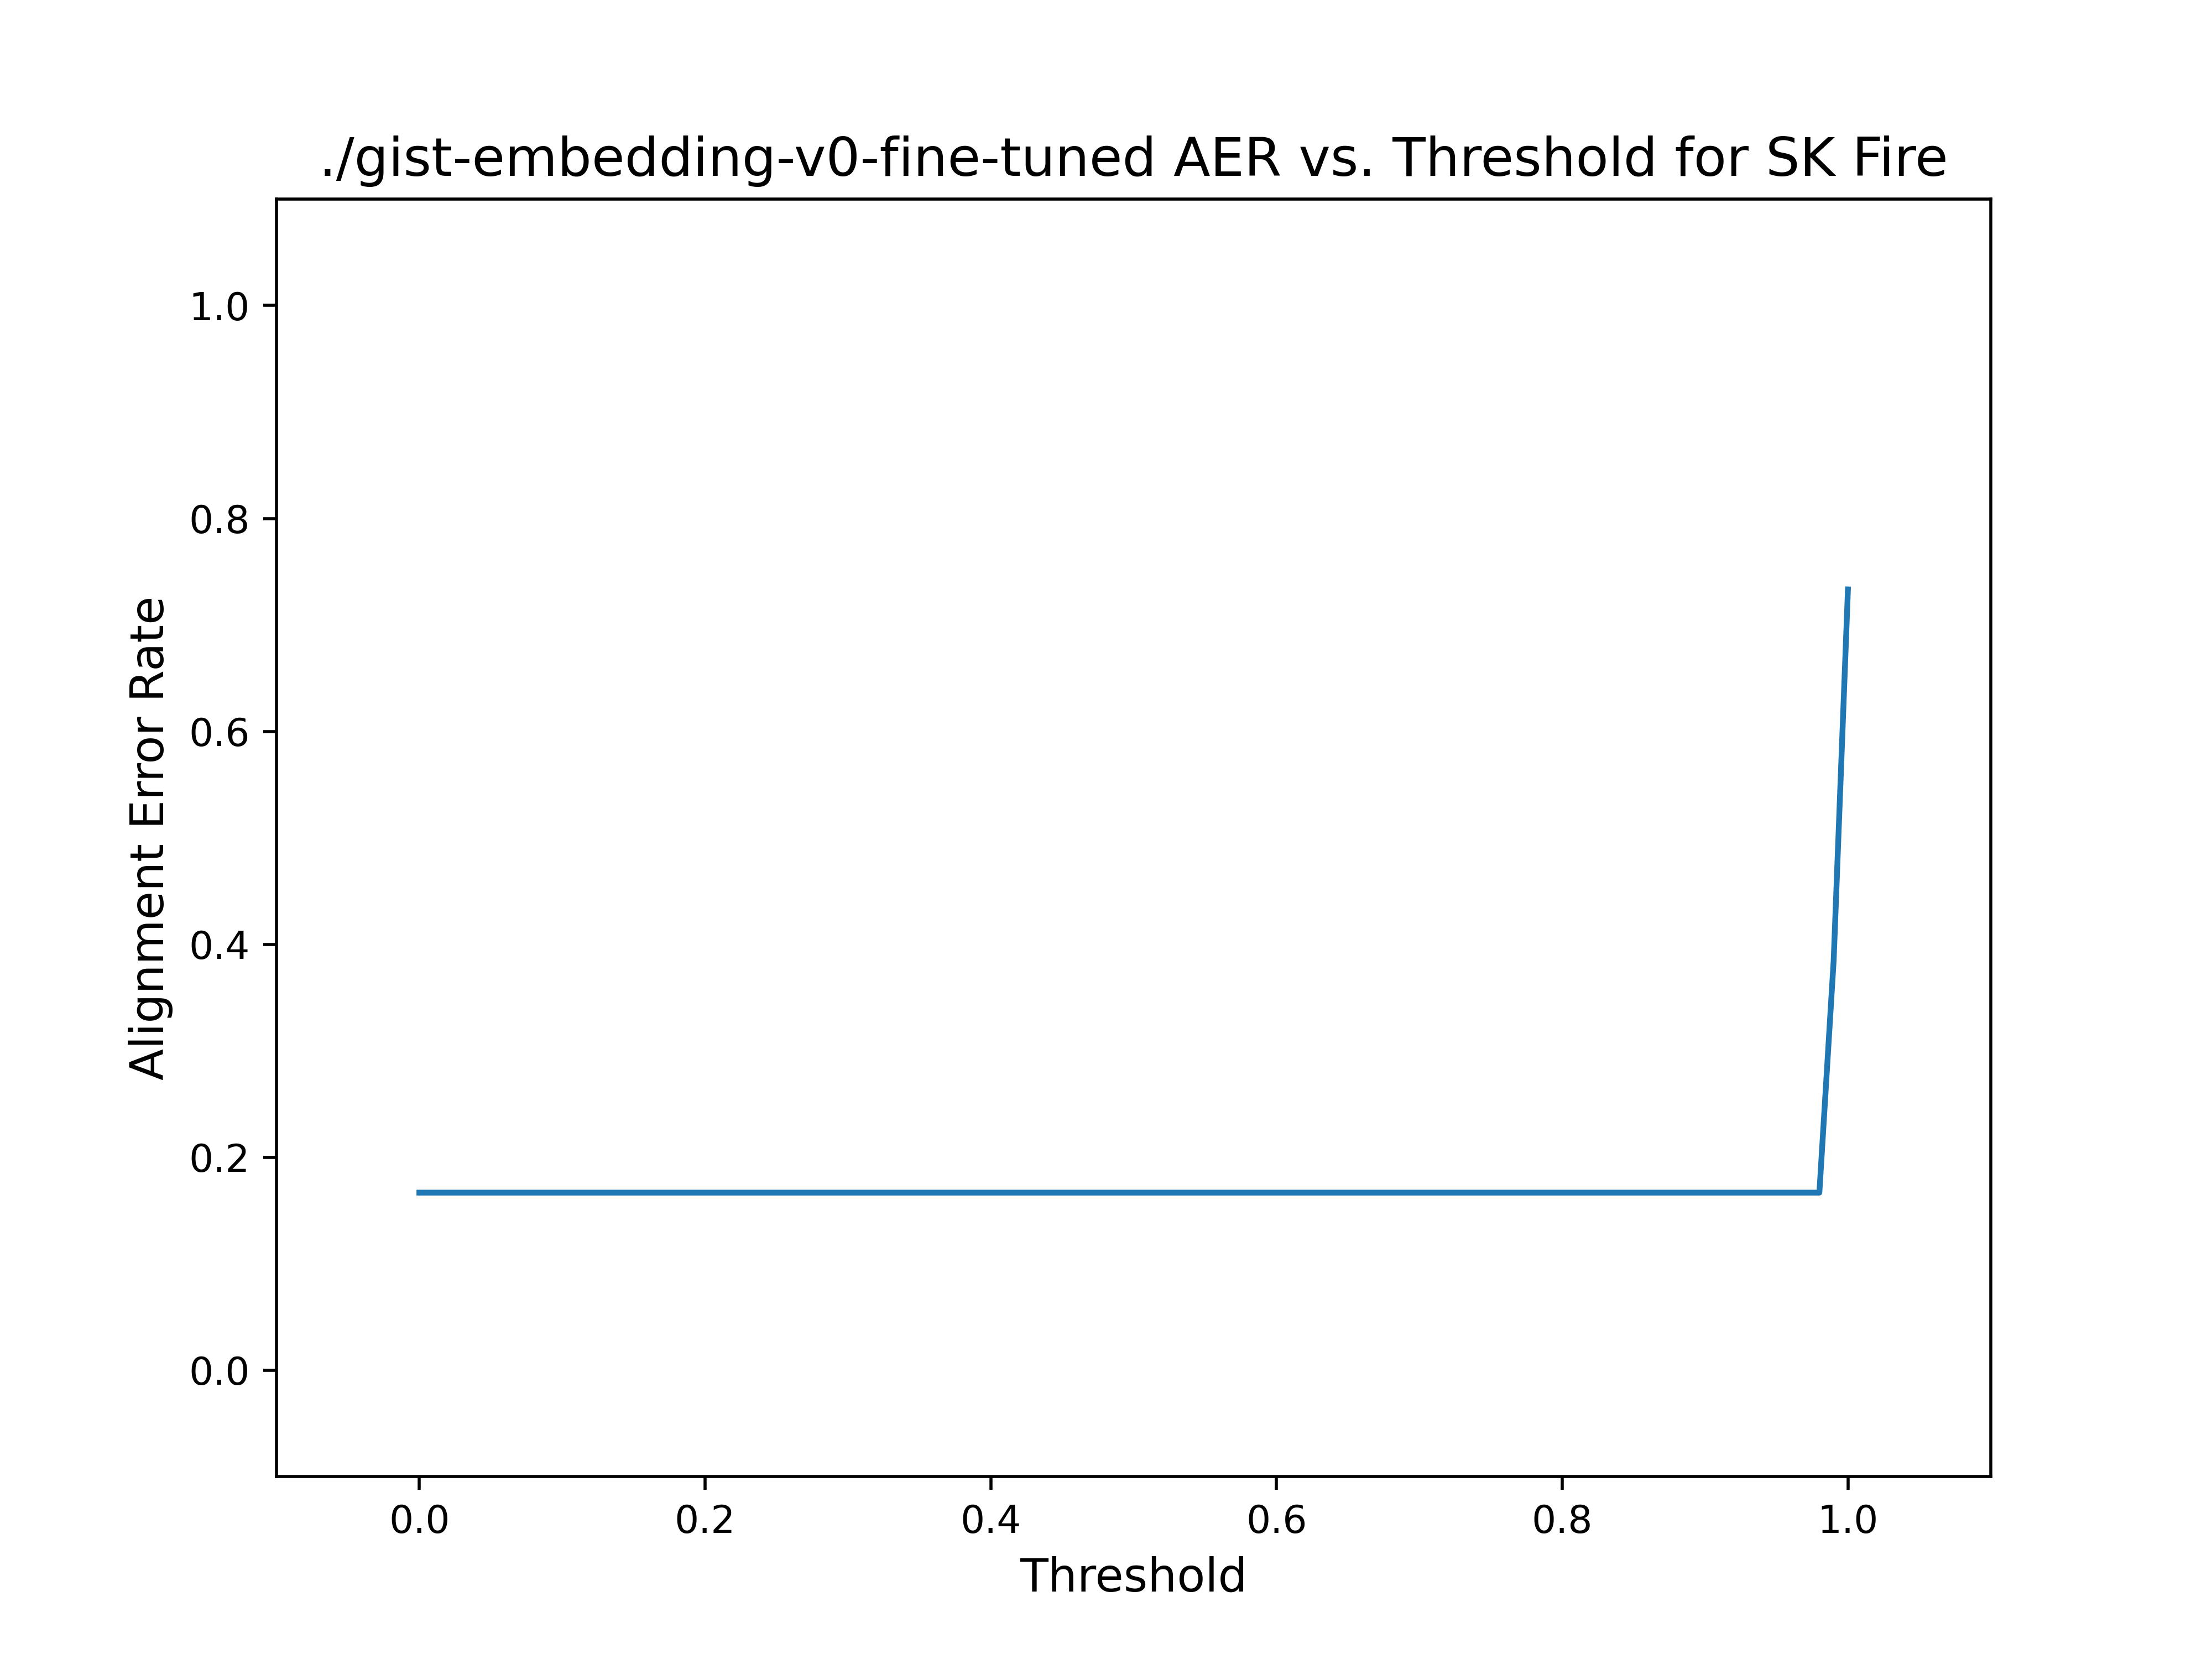 ./gist-embedding-v0-fine-tuned AER vs. Threshold for SK Fire
1.0
0.8
0.6
0.4
0.2
0.0
Alignment Error Rate
0.0 0.2 0.4 0.6 0.8 1.0
Threshold